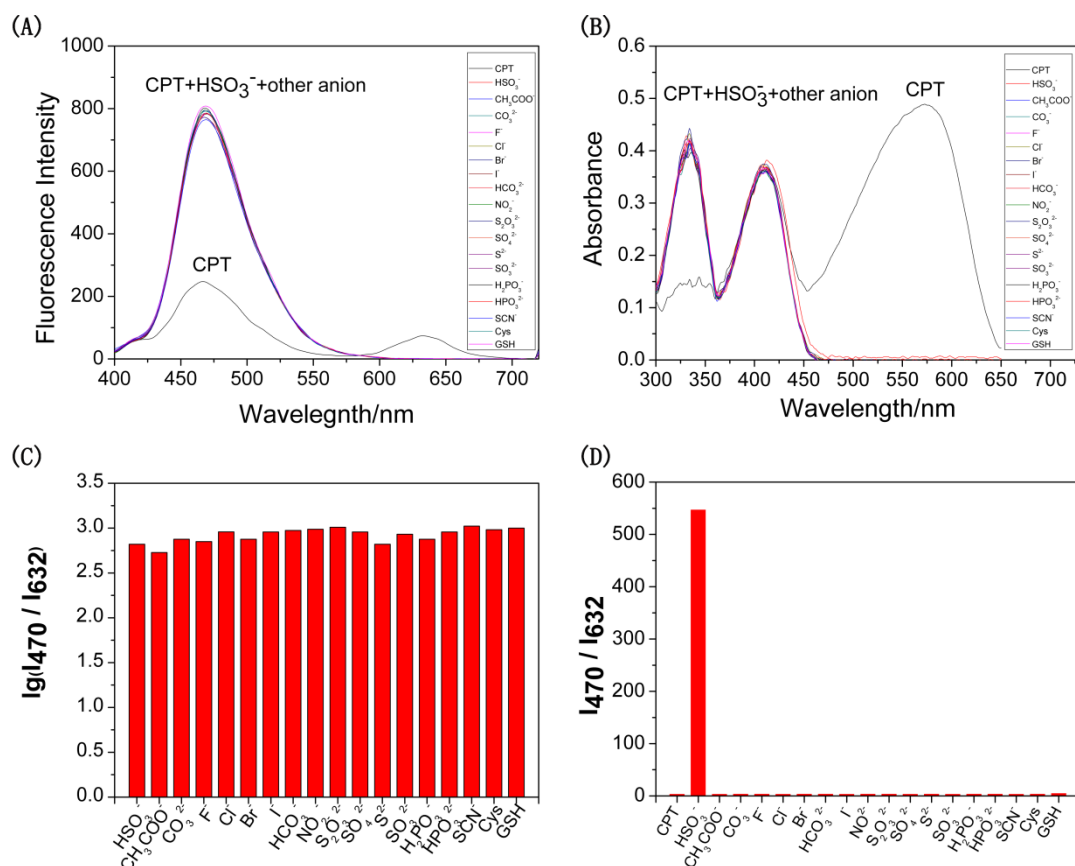 (A)
1000
800
600
400
200
0
Fluorescence Intensity
CPT+HSO₃⁻+other anion
CPT
CPT
HSO₃⁻
CH₃COO⁻
CO₃²⁻
F⁻
Cl⁻
Br⁻
I⁻
HCO₃²⁻
NO₂⁻
S₂O₃²⁻
SO₄²⁻
S²⁻
SO₃²⁻
H₂PO₃⁻
HPO₃²⁻
SCN⁻
Cys
GSH
400 450 500 550 600 650 700
Wavelegnth/nm
(B)
0.6
0.5
0.4
0.3
0.2
0.1
0.0
Absorbance
CPT+HSO₃⁻+other anion
CPT
CPT
HSO₃⁻
CH₃COO⁻
CO₃⁻
F⁻
Cl⁻
Br⁻
I⁻
HCO₃⁻
NO₂⁻
S₂O₃²⁻
SO₄²⁻
S²⁻
SO₃²⁻
H₂PO₃⁻
HPO₃²⁻
SCN⁻
Cys
GSH
300 350 400 450 500 550 600 650 700
Wavelength/nm
(C)
3.5
3.0
2.5
2.0
1.5
1.0
0.5
0.0
lg(I470 / I632)
HSO₃⁻
CH₃COO⁻
CO₃²⁻
F⁻
Cl⁻
Br⁻
I⁻
HCO₃⁻
NO₂⁻
S₂O₃²⁻
SO₄²⁻
S²⁻
SO₃²⁻
H₂PO₃⁻
HPO₃²⁻
SCN⁻
Cys
GSH
(D)
600
500
400
300
200
100
0
I470 / I632
CPT
HSO₃⁻
CH₃COO⁻
CO₃⁻
F⁻
Cl⁻
Br⁻
HCO₃²⁻
I⁻
NO²⁻
S₂O₃²⁻
SO₄²⁻
S²⁻
SO₃²⁻
H₂PO₃⁻
HPO₃²⁻
SCN⁻
Cys
GSH